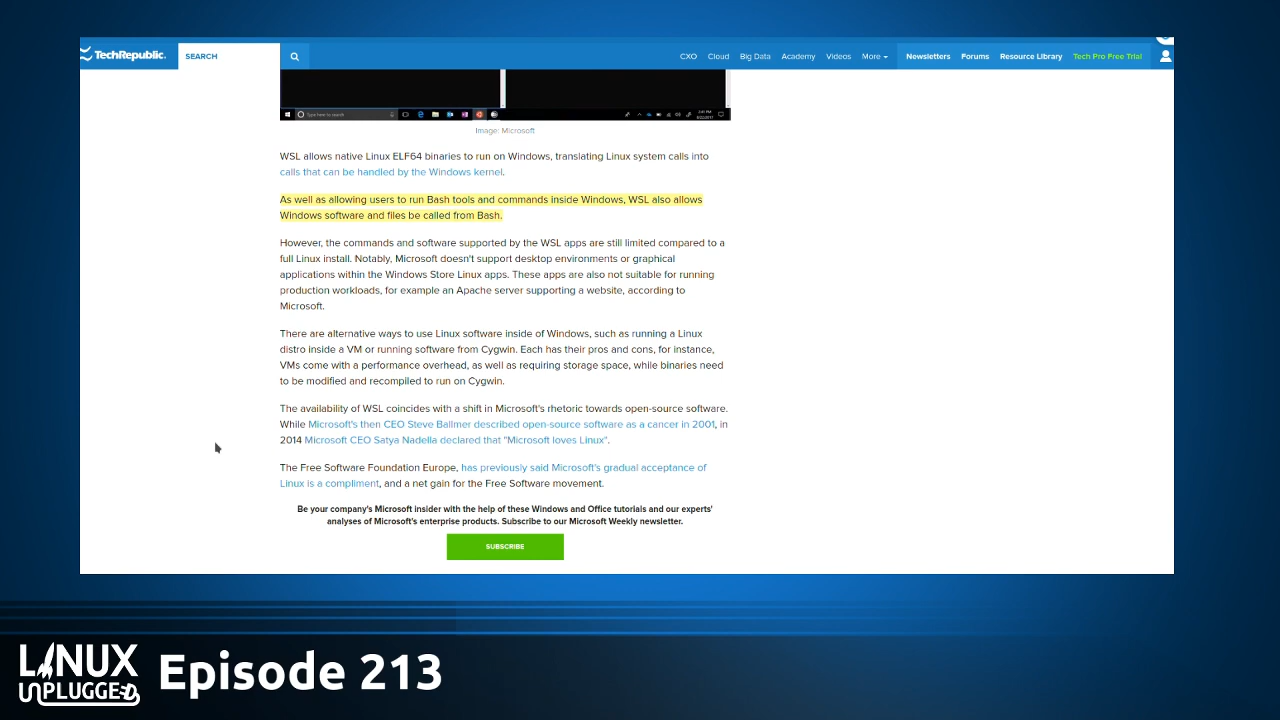 TechRepublic.
SEARCH
CXO Cloud Big Data Academy Videos More Newsletters Forums Resource Library Tech Pro Free Trial
Type here to search
Image: Microsoft
WSL allows native Linux ELF64 binaries to run on Windows, translating Linux system calls into
calls that can be handled by the Windows kernel.
As well as allowing users to run Bash tools and commands inside Windows, WSL also allows
Windows software and files be called from Bash.
However, the commands and software supported by the WSL apps are still limited compared to a
full Linux install. Notably, Microsoft doesn't support desktop environments or graphical
applications within the Windows Store Linux apps. These apps are also not suitable for running
production workloads, for example an Apache server supporting a website, according to
Microsoft.
There are alternative ways to use Linux software inside of Windows, such as running a Linux
distro inside a VM or running software from Cygwin. Each has their pros and cons, for instance,
VMs come with a performance overhead, as well as requiring storage space, while binaries need
to be modified and recompiled to run on Cygwin.
The availability of WSL coincides with a shift in Microsoft's rhetoric towards open-source software.
While Microsoft's then CEO Steve Ballmer described open-source software as a cancer in 2001, in
2014 Microsoft CEO Satya Nadella declared that "Microsoft loves Linux".
The Free Software Foundation Europe, has previously said Microsoft's gradual acceptance of
Linux is a compliment, and a net gain for the Free Software movement.
Be your company's Microsoft insider with the help of these Windows and Office tutorials and our experts'
analyses of Microsoft's enterprise products. Subscribe to our Microsoft Weekly newsletter.
SUBSCRIBE
LINUX
UNPLUGGED
Episode 213